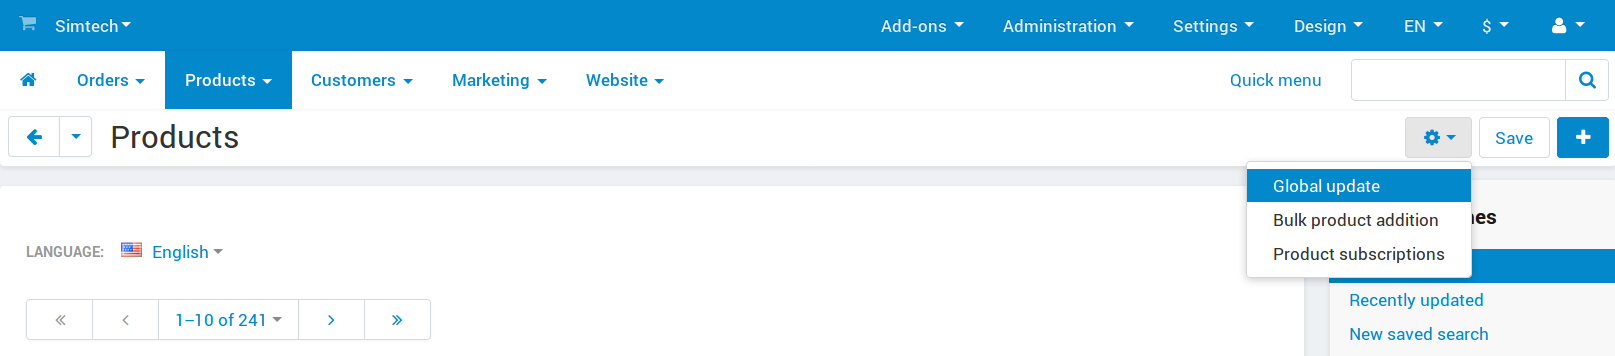 Simtech Add-ons Administration Settings Design EN $
Orders Products Customers Marketing Website Quick menu
Products Save
Global update
Bulk product addition
Product subscriptions
LANGUAGE: English
« ‹ 1–10 of 241 › »
Recently updated
New saved search